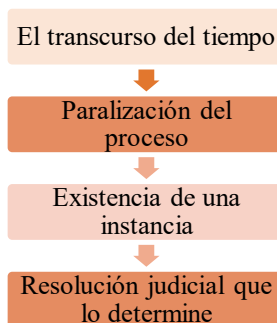 El transcurso del tiempo
Paralización del
proceso
Existencia de una
instancia
Resolución judicial que
lo determine